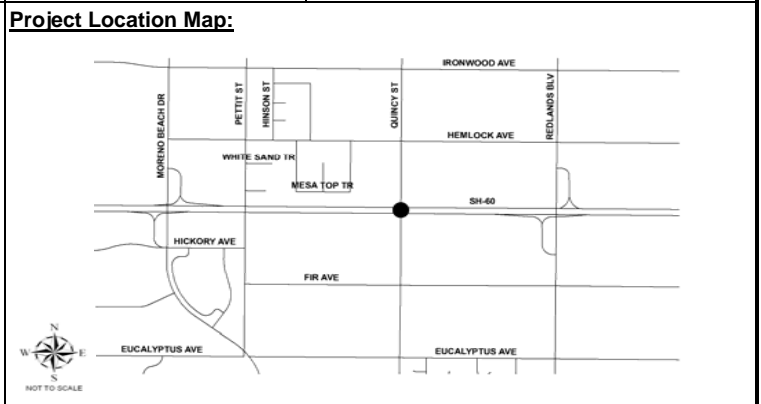 Project Location Map:
IRONWOOD AVE
MORENO BEACH DR
PETTIT ST
HINSON ST
QUINCY ST
REDLANDS BLV
HEMLOCK AVE
WHITE SAND TR
MESA TOP TR
SH-60
HICKORY AVE
FIR AVE
EUCALYPTUS AVE
EUCALYPTUS AVE
N
W
E
S
NOT TO SCALE